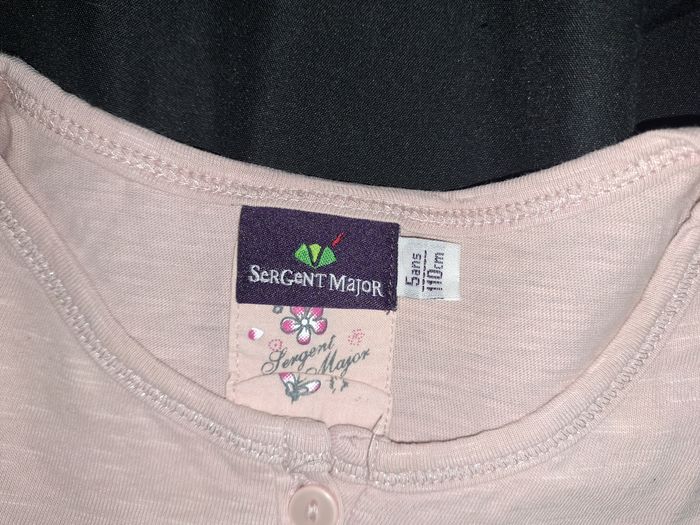 SerGeNT Major
5ans
110cm
Sergent
Major